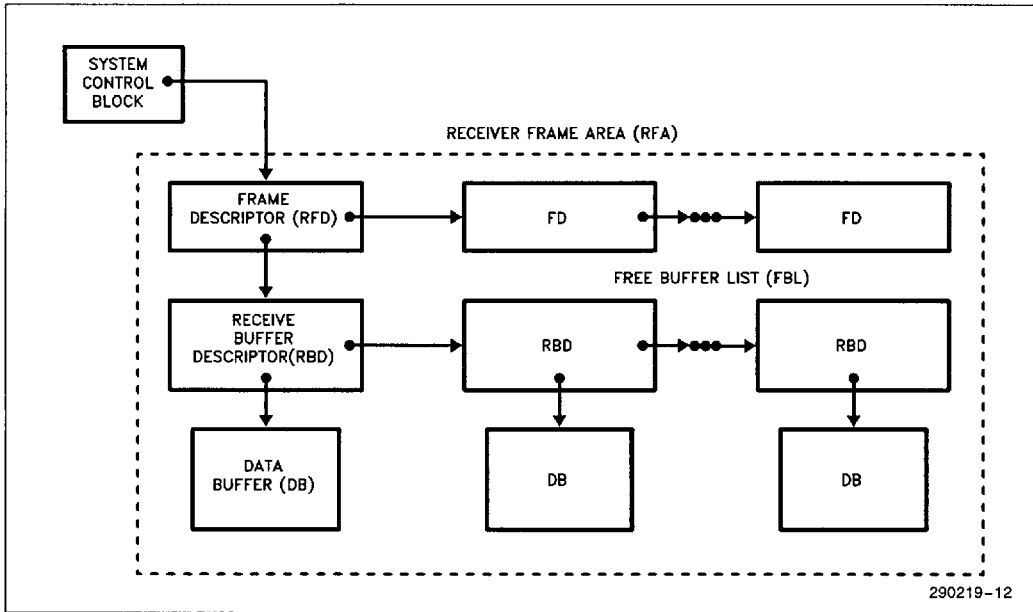 SYSTEM
CONTROL
BLOCK
RECEIVER FRAME AREA (RFA)
FRAME
DESCRIPTOR (RFD)
FD
FD
FREE BUFFER LIST (FBL)
RECEIVE
BUFFER
DESCRIPTOR(RBD)
RBD
RBD
DATA
BUFFER (DB)
DB
DB
290219-12